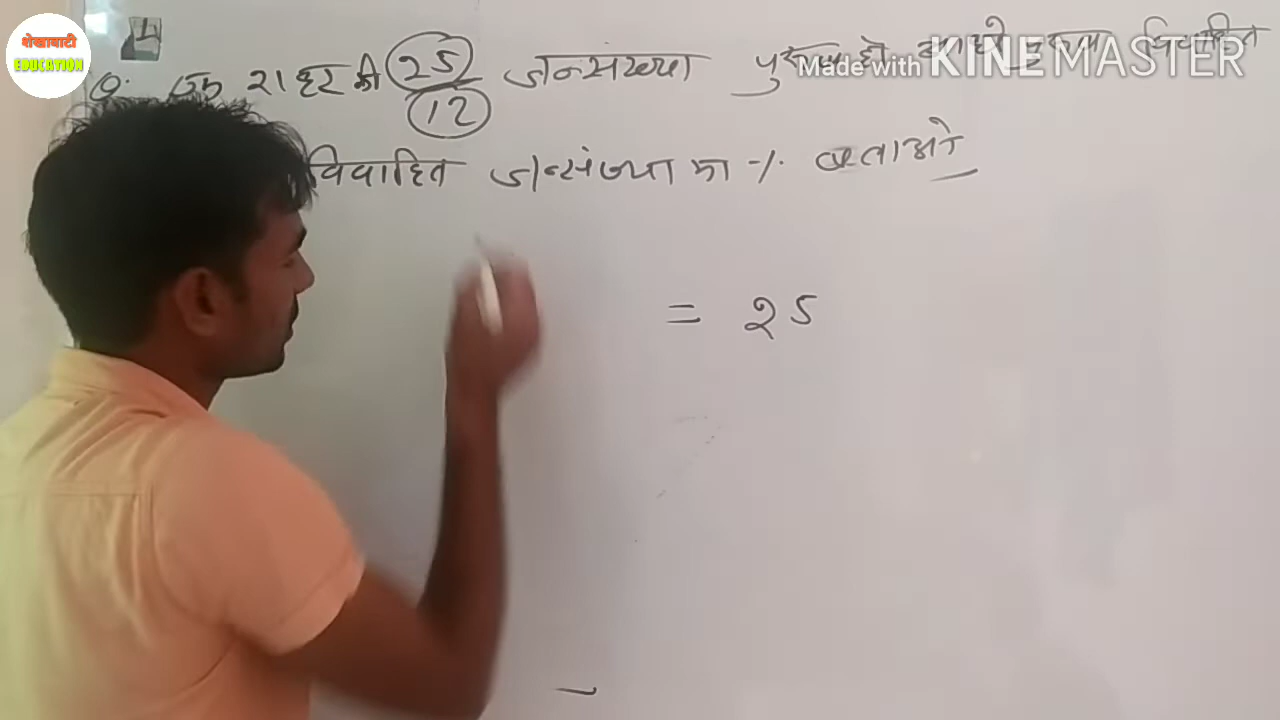 शेखावाटी
EDUCATION
Made with KINEMASTER
Q. एक शहर की 25/12 जनसंख्या पुरुष हो विवाहित
विवाहित जनसंख्या का % बताओ
= 25